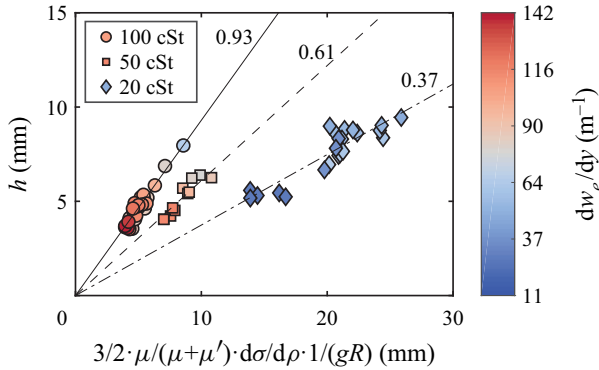 15
10
5
0
h (mm)
100 cSt
50 cSt
20 cSt
0.93
0.61
0.37
0 10 20 30
3/2·μ/(μ+μ′)·dσ/dρ·1/(gR) (mm)
142
116
90
64
37
11
dwₑ/dy (m⁻¹)